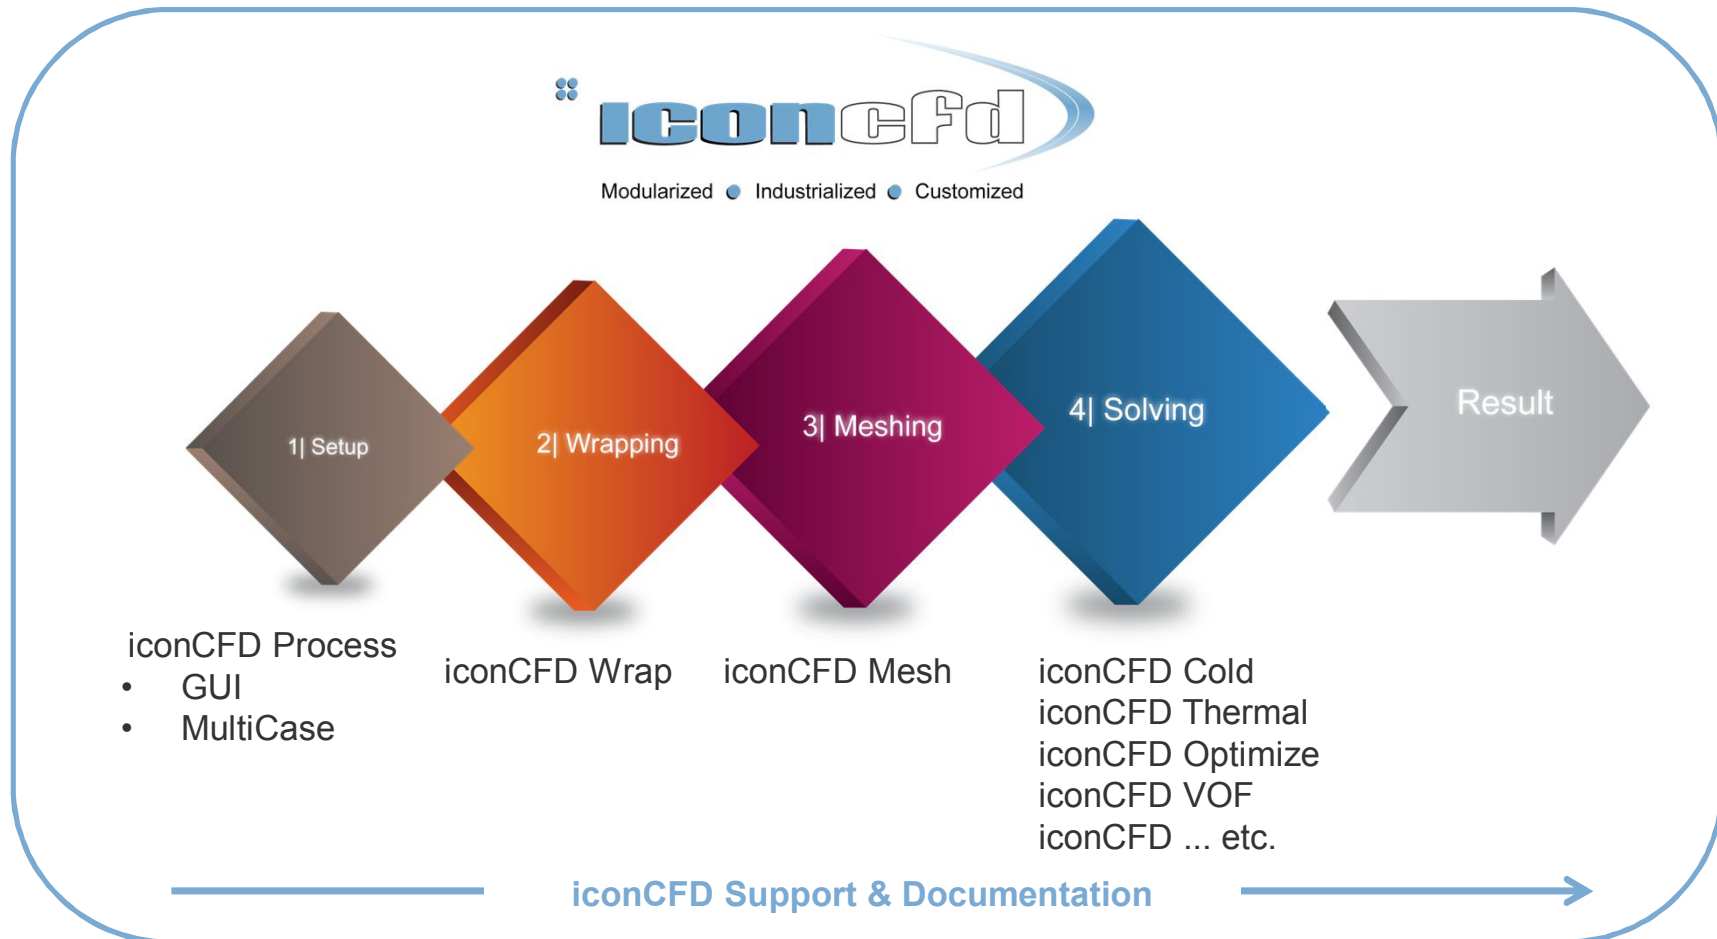 iconcfd
Modularized ● Industrialized ● Customized
1| Setup
2| Wrapping
3| Meshing
4| Solving
Result
iconCFD Process
• GUI
• MultiCase
iconCFD Wrap
iconCFD Mesh
iconCFD Cold
iconCFD Thermal
iconCFD Optimize
iconCFD VOF
iconCFD ... etc.
iconCFD Support & Documentation